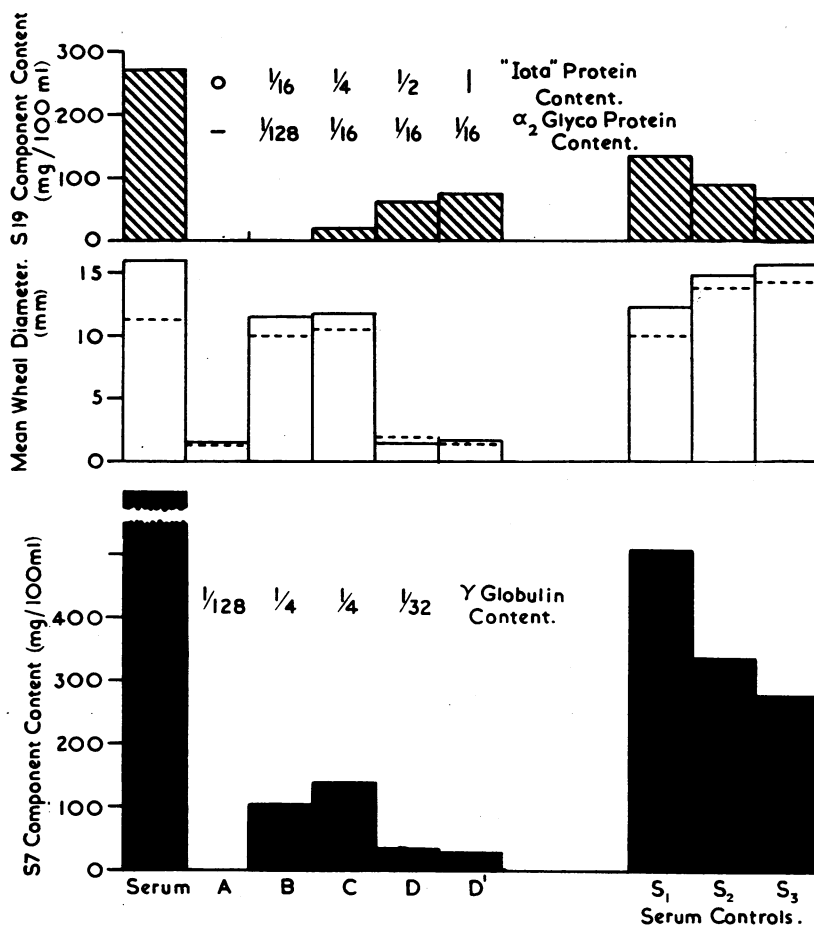 S19 Component Content
(mg/100 ml)
300
200
100
0
O 1/16 1/4 1/2 1 "Iota" Protein
Content.
– 1/128 1/16 1/16 1/16 α₂ Glyco Protein
Content.
Mean Wheal Diameter.
(mm)
15
10
5
0
S7 Component Content (mg/100ml)
400
300
200
100
0
1/128 1/4 1/4 1/32 γ Globulin
Content.
Serum A B C D D' S₁ S₂ S₃
Serum Controls.